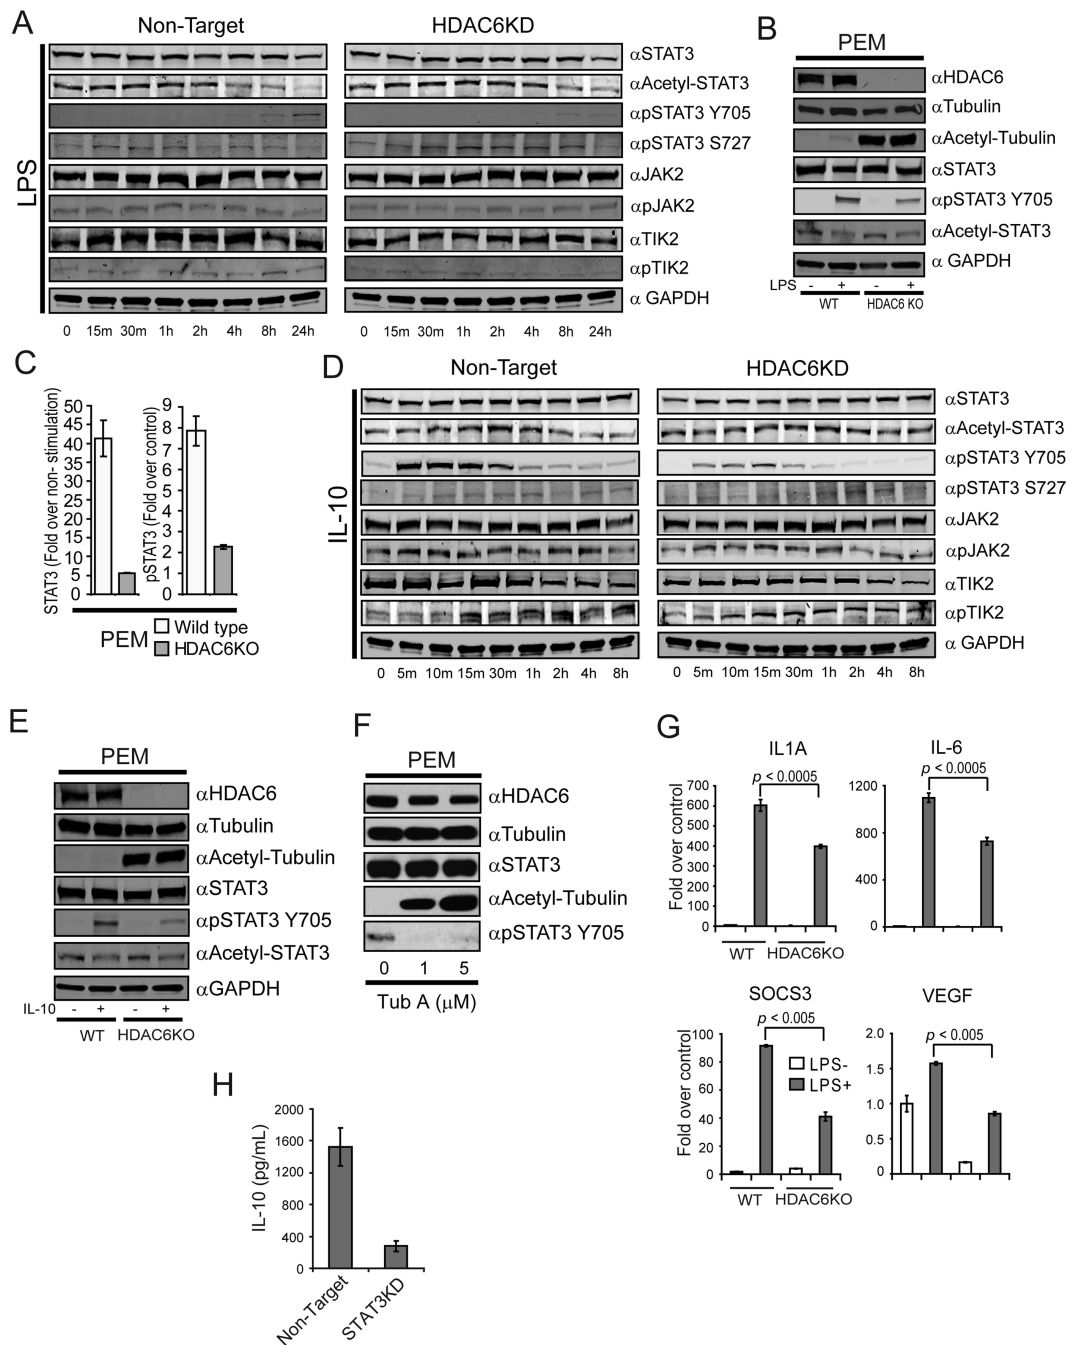 A
Non-Target
HDAC6KD
LPS
αSTAT3
αAcetyl-STAT3
αpSTAT3 Y705
αpSTAT3 S727
αJAK2
αpJAK2
αTIK2
αpTIK2
α GAPDH
0 15m 30m 1h 2h 4h 8h 24h
0 15m 30m 1h 2h 4h 8h 24h
B
PEM
αHDAC6
αTubulin
αAcetyl-Tubulin
αSTAT3
αpSTAT3 Y705
αAcetyl-STAT3
α GAPDH
LPS - + - +
WT HDAC6 KO
C
STAT3 (Fold over non- stimulation)
50
45
40
35
30
25
20
15
10
5
0
pSTAT3 (Fold over control)
9
8
7
6
5
4
3
2
1
0
PEM
Wild type
HDAC6KO
D
Non-Target
HDAC6KD
IL-10
αSTAT3
αAcetyl-STAT3
αpSTAT3 Y705
αpSTAT3 S727
αJAK2
αpJAK2
αTIK2
αpTIK2
α GAPDH
0 5m 10m 15m 30m 1h 2h 4h 8h
0 5m 10m 15m 30m 1h 2h 4h 8h
E
PEM
αHDAC6
αTubulin
αAcetyl-Tubulin
αSTAT3
αpSTAT3 Y705
αAcetyl-STAT3
αGAPDH
IL-10 - + - +
WT HDAC6KO
F
PEM
αHDAC6
αTubulin
αSTAT3
αAcetyl-Tubulin
αpSTAT3 Y705
0 1 5
Tub A (μM)
G
IL1A
p < 0.0005
Fold over control
700
600
500
400
300
200
100
0
WT HDAC6KO
IL-6
p < 0.0005
1200
800
400
0
SOCS3
p < 0.005
Fold over control
100
80
60
40
20
0
LPS-
LPS+
WT HDAC6KO
VEGF
p < 0.005
2.0
1.5
1.0
0.5
0
H
IL-10 (pg/mL)
2000
1600
1200
800
400
0
Non-Target
STAT3KD